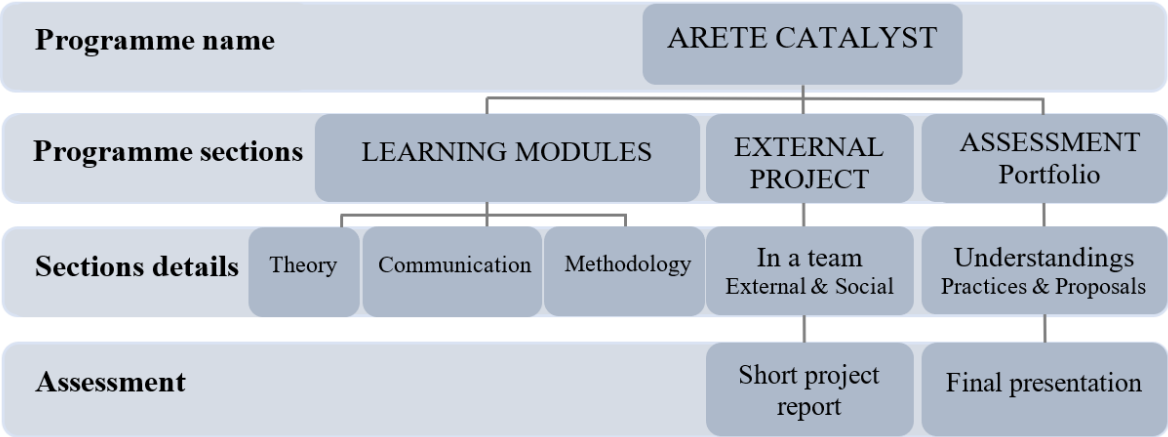 Programme name
ARETE CATALYST
Programme sections
LEARNING MODULES
EXTERNAL
PROJECT
ASSESSMENT
Portfolio
Sections details
Theory
Communication
Methodology
In a team
External & Social
Understandings
Practices & Proposals
Assessment
Short project
report
Final presentation